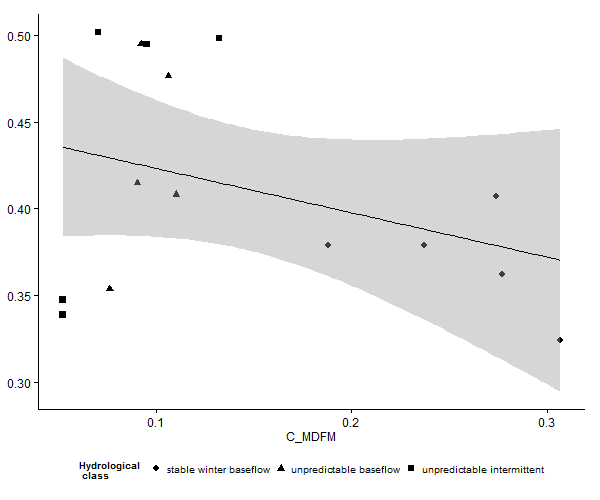 0.50
0.45
0.40
0.35
0.30
0.1 0.2 0.3
C_MDFM
Hydrological
class
stable winter baseflow unpredictable baseflow unpredictable intermittent